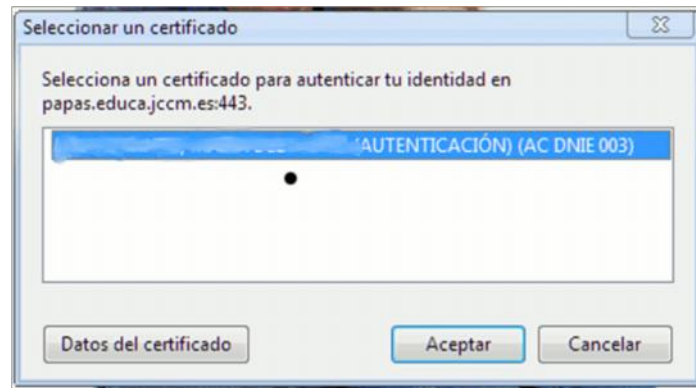 Seleccionar un certificado
Selecciona un certificado para autenticar tu identidad en
papas.educa.jccm.es:443.
(AUTENTICACIÓN) (AC DNIE 003)
Datos del certificado
Aceptar
Cancelar